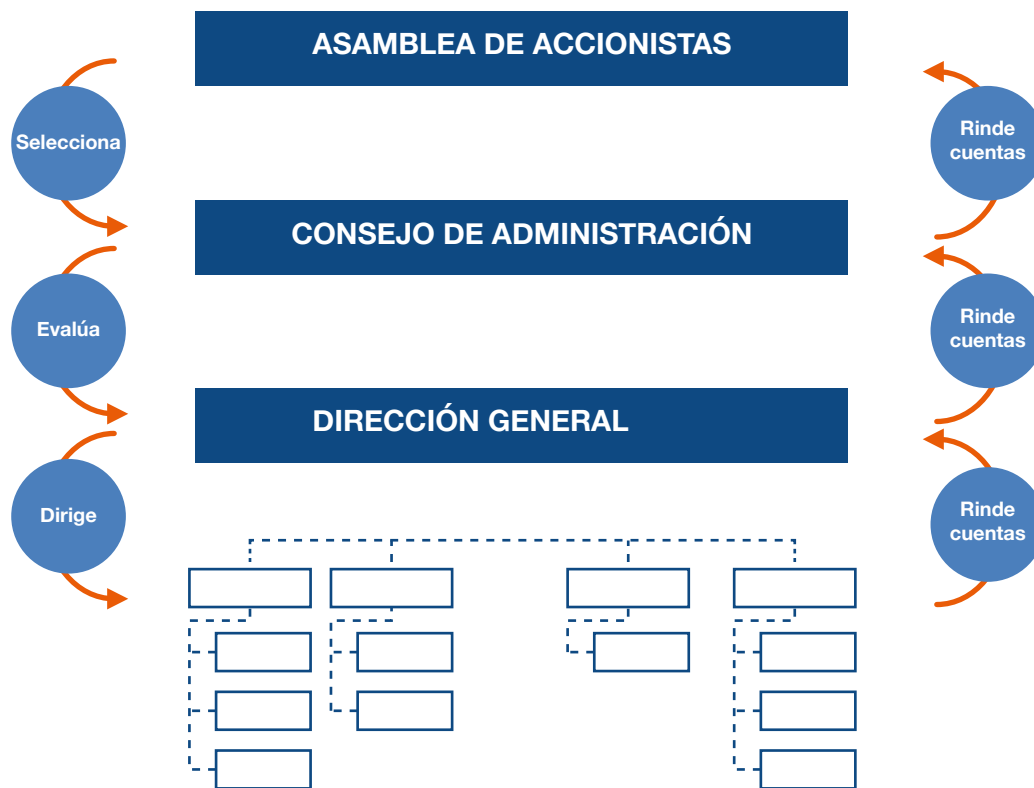 ASAMBLEA DE ACCIONISTAS
Selecciona
Rinde
cuentas
CONSEJO DE ADMINISTRACIÓN
Evalúa
Rinde
cuentas
DIRECCIÓN GENERAL
Dirige
Rinde
cuentas